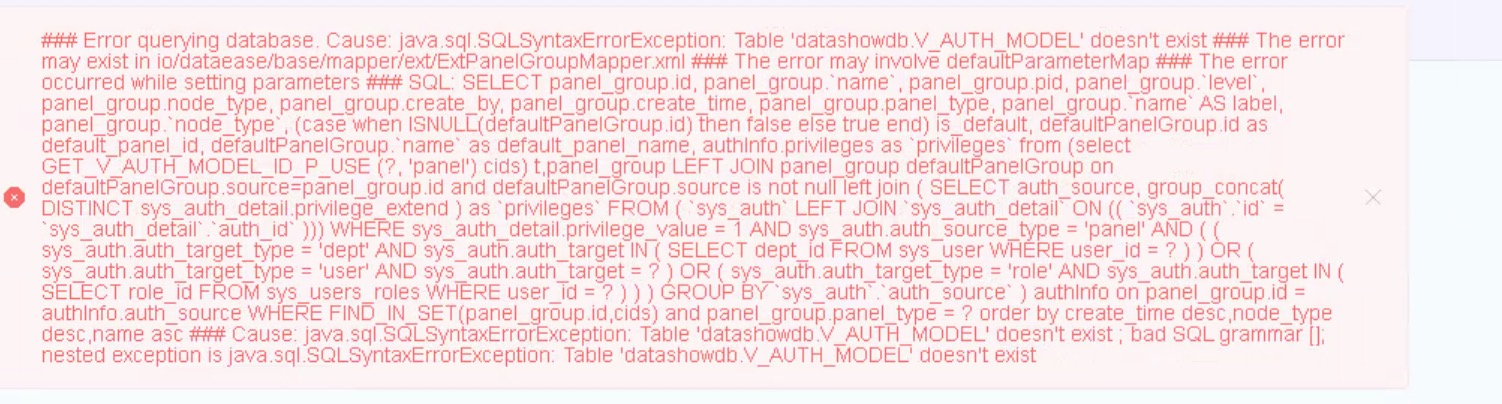 ### Error querying database. Cause: java.sql.SQLSyntaxErrorException: Table 'datashowdb.V_AUTH_MODEL' doesn't exist ### The error
may exist in io/dataease/base/mapper/ext/ExtPanelGroupMapper.xml ### The error may involve defaultParameterMap ### The error
occurred while setting parameters ### SQL: SELECT panel_group.id, panel_group.`name`, panel_group.pid, panel_group.`level`,
panel_group.node_type, panel_group.create_by, panel_group.create_time, panel_group.panel_type, panel_group.`name` AS label,
panel_group.`node_type`, (case when ISNULL(defaultPanelGroup.id) then false else true end) is_default, defaultPanelGroup.id as
default_panel_id, defaultPanelGroup.`name` as default_panel_name, authInfo.privileges as `privileges` from (select
GET_V_AUTH_MODEL_ID_P_USE (?, 'panel') cids) t,panel_group LEFT JOIN panel_group defaultPanelGroup on
defaultPanelGroup.source=panel_group.id and defaultPanelGroup.source is not null left join ( SELECT auth_source, group_concat(
DISTINCT sys_auth_detail.privilege_extend ) as `privileges` FROM ( `sys_auth` LEFT JOIN `sys_auth_detail` ON (( `sys_auth`.`id` =
`sys_auth_detail`.`auth_id` ))) WHERE sys_auth_detail.privilege_value = 1 AND sys_auth.auth_source_type = 'panel' AND ( (
sys_auth.auth_target_type = 'dept' AND sys_auth.auth_target IN ( SELECT dept_id FROM sys_user WHERE user_id = ? ) ) OR (
sys_auth.auth_target_type = 'user' AND sys_auth.auth_target = ? ) OR ( sys_auth.auth_target_type = 'role' AND sys_auth.auth_target IN (
SELECT role_id FROM sys_users_roles WHERE user_id = ? ) ) ) GROUP BY `sys_auth`.`auth_source` ) authInfo on panel_group.id =
authInfo.auth_source WHERE FIND_IN_SET(panel_group.id,cids) and panel_group.panel_type = ? order by create_time desc,node_type
desc,name asc ### Cause: java.sql.SQLSyntaxErrorException: Table 'datashowdb.V_AUTH_MODEL' doesn't exist ; bad SQL grammar [];
nested exception is java.sql.SQLSyntaxErrorException: Table 'datashowdb.V_AUTH_MODEL' doesn't exist